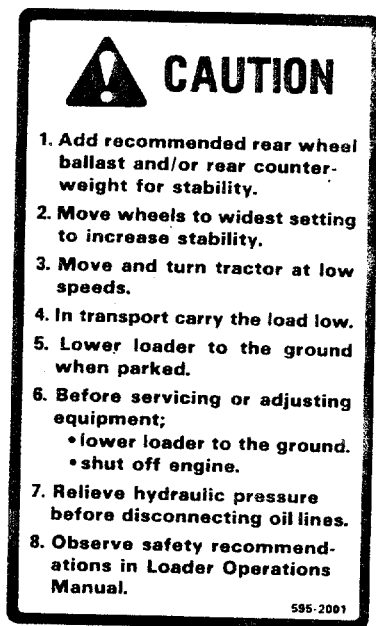 CAUTION
1. Add recommended rear wheel
ballast and/or rear counter-
weight for stability.
2. Move wheels to widest setting
to increase stability.
3. Move and turn tractor at low
speeds.
4. In transport carry the load low.
5. Lower loader to the ground
when parked.
6. Before servicing or adjusting
equipment;
• lower loader to the ground.
• shut off engine.
7. Relieve hydraulic pressure
before disconnecting oil lines.
8. Observe safety recommend-
ations in Loader Operations
Manual.
595-2001